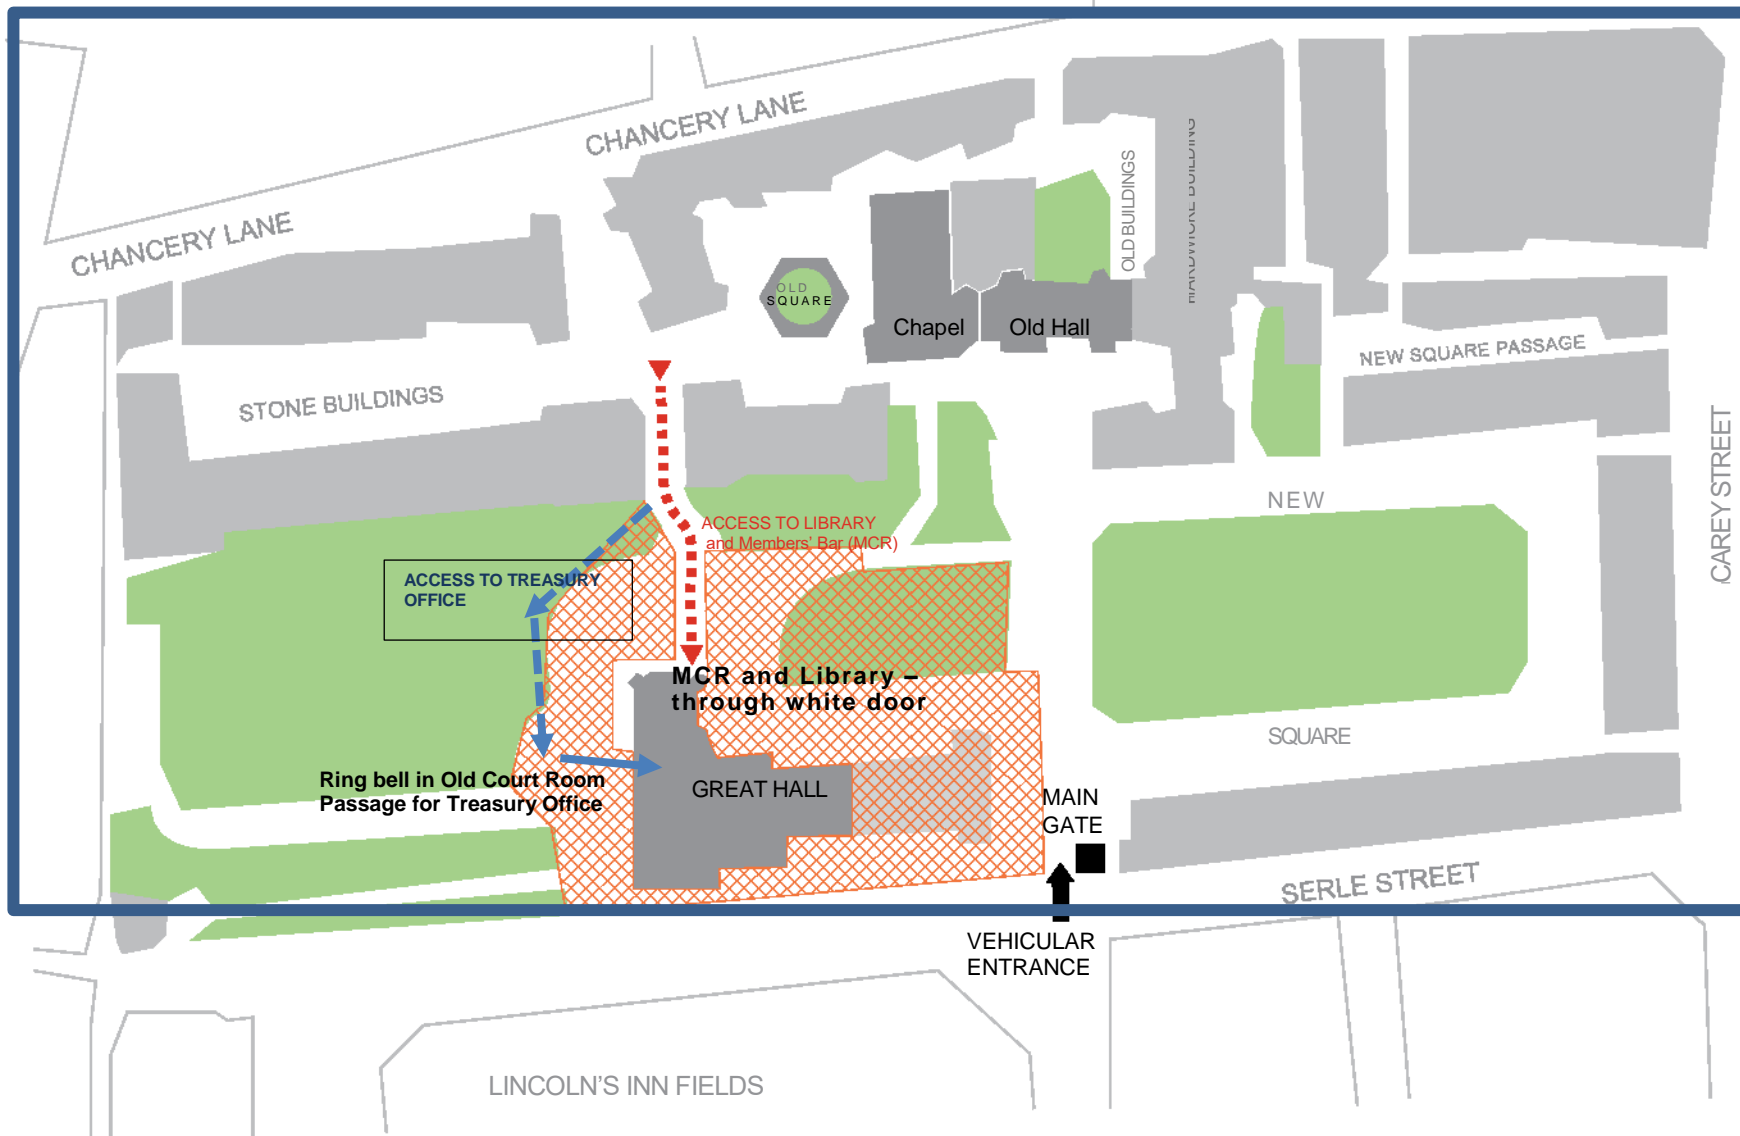 CHANCERY LANE
CHANCERY LANE
OLD BUILDINGS
HARDWICKE BUILDING
OLD
SQUARE
Chapel
Old Hall
NEW SQUARE PASSAGE
STONE BUILDINGS
CAREY STREET
NEW
ACCESS TO LIBRARY
and Members' Bar (MCR)
ACCESS TO TREASURY
OFFICE
MCR and Library –
through white door
SQUARE
Ring bell in Old Court Room
Passage for Treasury Office
GREAT HALL
MAIN
GATE
SERLE STREET
VEHICULAR
ENTRANCE
LINCOLN'S INN FIELDS